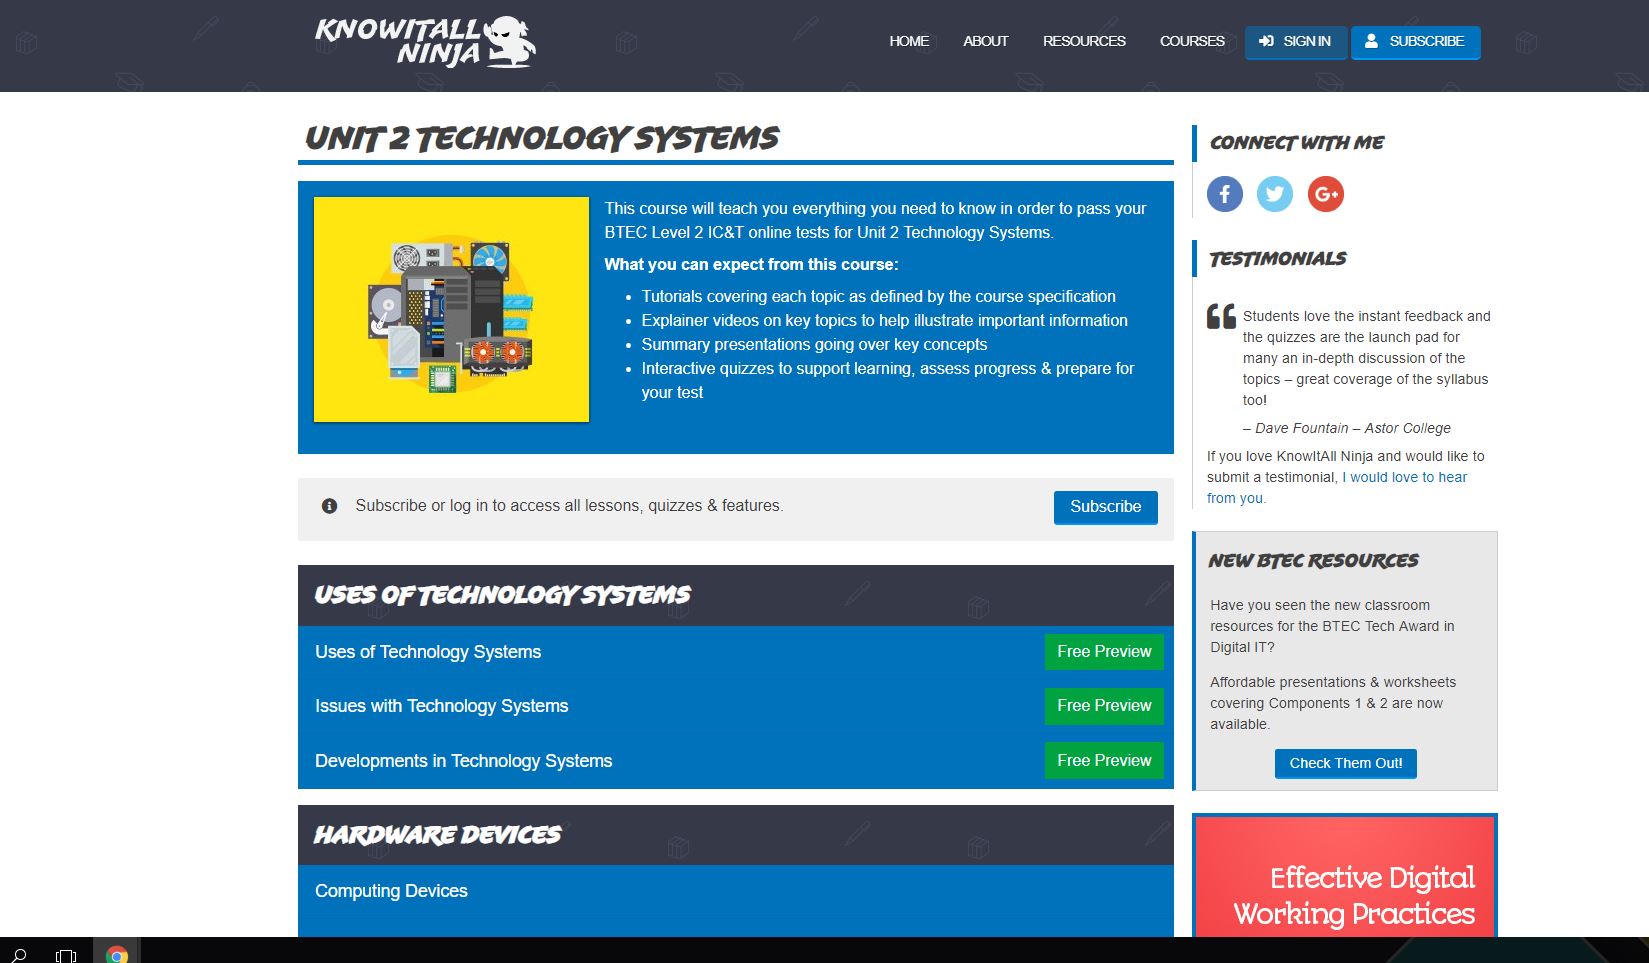 KNOWITALL
NINJA
HOME
ABOUT
RESOURCES
COURSES
SIGN IN
SUBSCRIBE
UNIT 2 TECHNOLOGY SYSTEMS
This course will teach you everything you need to know in order to pass your
BTEC Level 2 IC&T online tests for Unit 2 Technology Systems.
What you can expect from this course:
• Tutorials covering each topic as defined by the course specification
• Explainer videos on key topics to help illustrate important information
• Summary presentations going over key concepts
• Interactive quizzes to support learning, assess progress & prepare for
your test
Subscribe or log in to access all lessons, quizzes & features.
Subscribe
USES OF TECHNOLOGY SYSTEMS
Uses of Technology Systems
Free Preview
Issues with Technology Systems
Free Preview
Developments in Technology Systems
Free Preview
HARDWARE DEVICES
Computing Devices
CONNECT WITH ME
f
G+
TESTIMONIALS
“ Students love the instant feedback and
the quizzes are the launch pad for
many an in-depth discussion of the
topics – great coverage of the syllabus
too!
– Dave Fountain – Astor College
If you love KnowItAll Ninja and would like to
submit a testimonial, I would love to hear
from you.
NEW BTEC RESOURCES
Have you seen the new classroom
resources for the BTEC Tech Award in
Digital IT?
Affordable presentations & worksheets
covering Components 1 & 2 are now
available.
Check Them Out!
Effective Digital
Working Practices